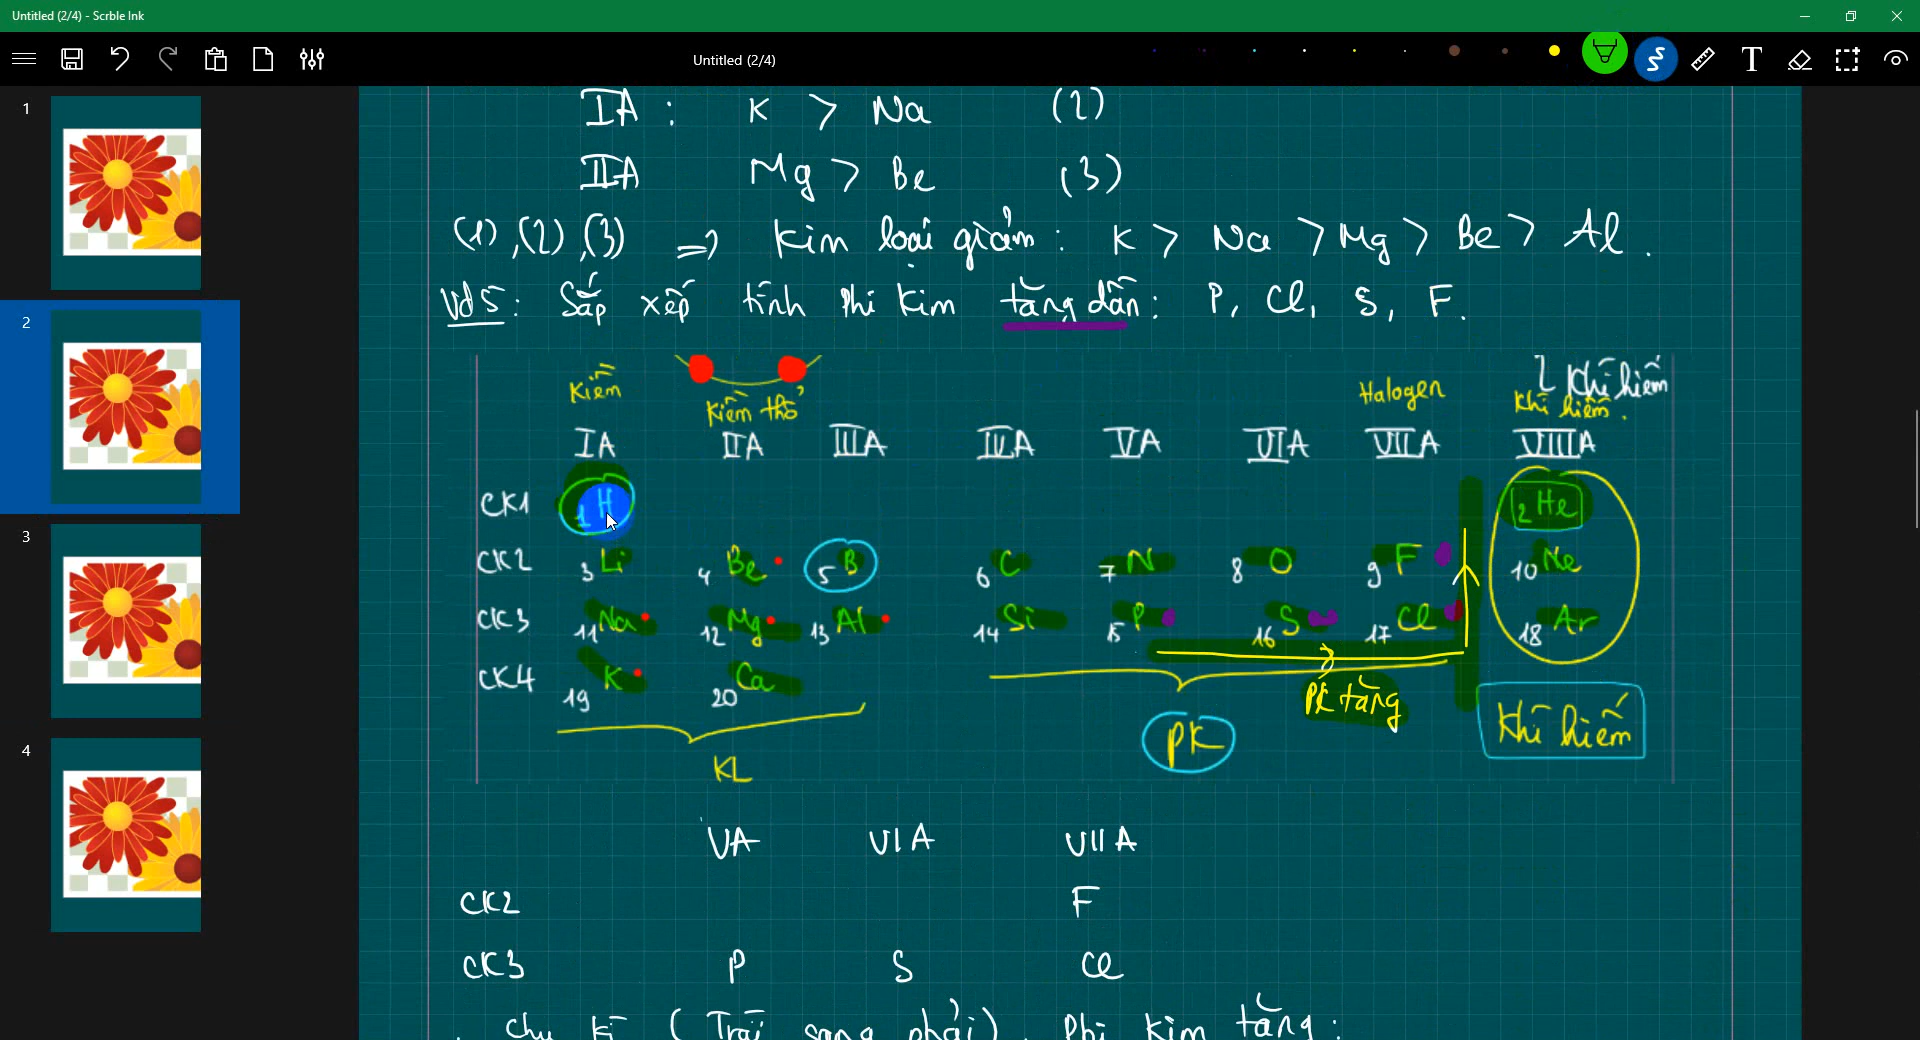 Untitled (2/4) - Scrble Ink
Untitled (2/4)
1
2
3
4
IA : K > Na (2)
IIA Mg > Be (3)
(1), (2), (3) => Kim loại giảm : K > Na > Mg > Be > Al .
Vd 5 : Sắp xếp tính phi kim tăng dần : P, Cl, S, F.
Kiềm Kiềm thổ Halogen Khí hiếm
Khí hiếm .
IA IIA IIIA IVA VA VIA VIIA VIIIA
CK1 1 H 2 He
CK2 3 Li 4 Be 5 B 6 C 7 N 8 O 9 F 10 Ne
CK3 11 Na 12 Mg 13 Al 14 Si 15 P 16 S 17 Cl 18 Ar
CK4 19 K 20 Ca
PK tăng
Khí hiếm
PK
KL
VA VIA VIIA
CK2 F
CK3 P S Cl
. Chu kì (Trái sang phải) . Phi kim tăng :